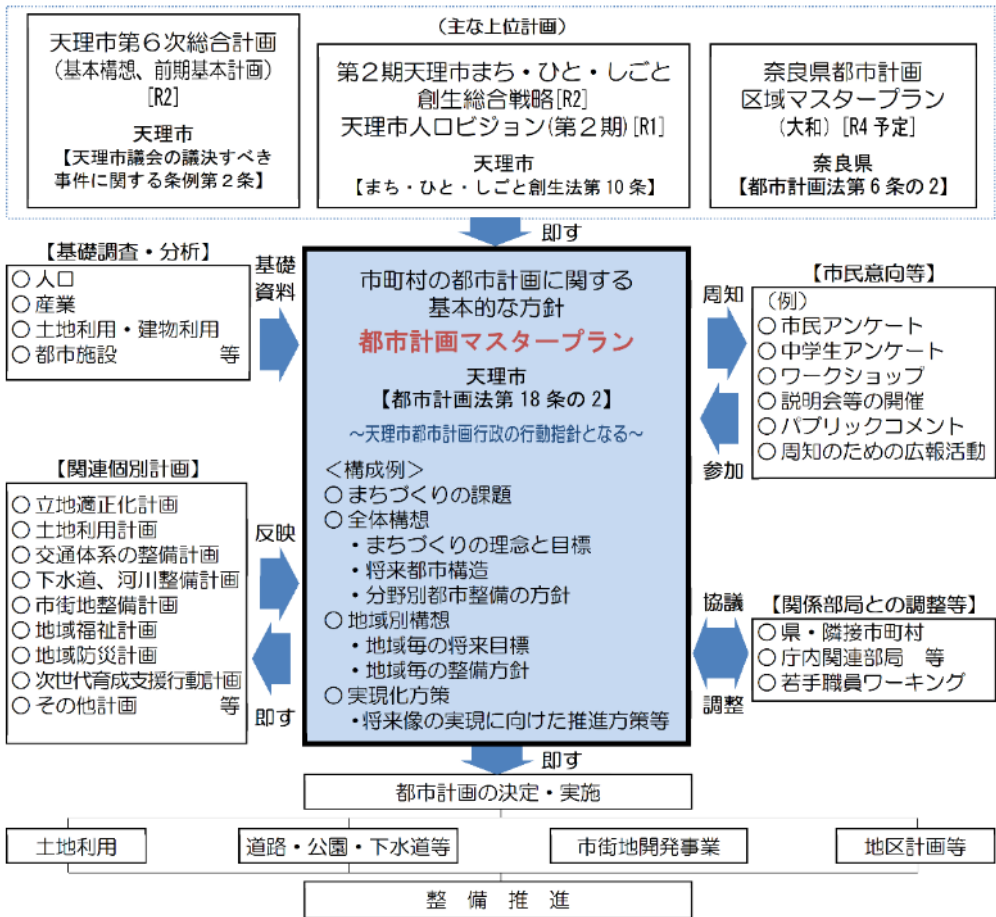 （主な上位計画）
天理市第６次総合計画
（基本構想、前期基本計画）
[R2]
天理市
【天理市議会の議決すべき
事件に関する条例第２条】
第２期天理市まち・ひと・しごと
創生総合戦略[R2]
天理市人口ビジョン(第２期)[R1]
天理市
【まち・ひと・しごと創生法第 10 条】
奈良県都市計画
区域マスタープラン
（大和）[R4 予定]
奈良県
【都市計画法第 6 条の 2】
即す
【基礎調査・分析】
○ 人口
○ 産業
○ 土地利用・建物利用
○ 都市施設　　　　等
基礎
資料
【関連個別計画】
○ 立地適正化計画
○ 土地利用計画
○ 交通体系の整備計画
○ 下水道、河川整備計画
○ 市街地整備計画
○ 地域福祉計画
○ 地域防災計画
○ 次世代育成支援行動計画
○ その他計画　　　　等
反映
即す
市町村の都市計画に関する
基本的な方針
都市計画マスタープラン
天理市
【都市計画法第 18 条の 2】
～天理市都市計画行政の行動指針となる～
＜構成例＞
○ まちづくりの課題
○ 全体構想
・まちづくりの理念と目標
・将来都市構造
・分野別都市整備の方針
○ 地域別構想
・地域毎の将来目標
・地域毎の整備方針
○ 実現化方策
・将来像の実現に向けた推進方策等
周知
参加
【市民意向等】
（例）
○ 市民アンケート
○ 中学生アンケート
○ ワークショップ
○ 説明会等の開催
○ パブリックコメント
○ 周知のための広報活動
協議
調整
【関係部局との調整等】
○ 県・隣接市町村
○ 庁内関連部局　等
○ 若手職員ワーキング
即す
都市計画の決定・実施
土地利用
道路・公園・下水道等
市街地開発事業
地区計画等
整　備　推　進